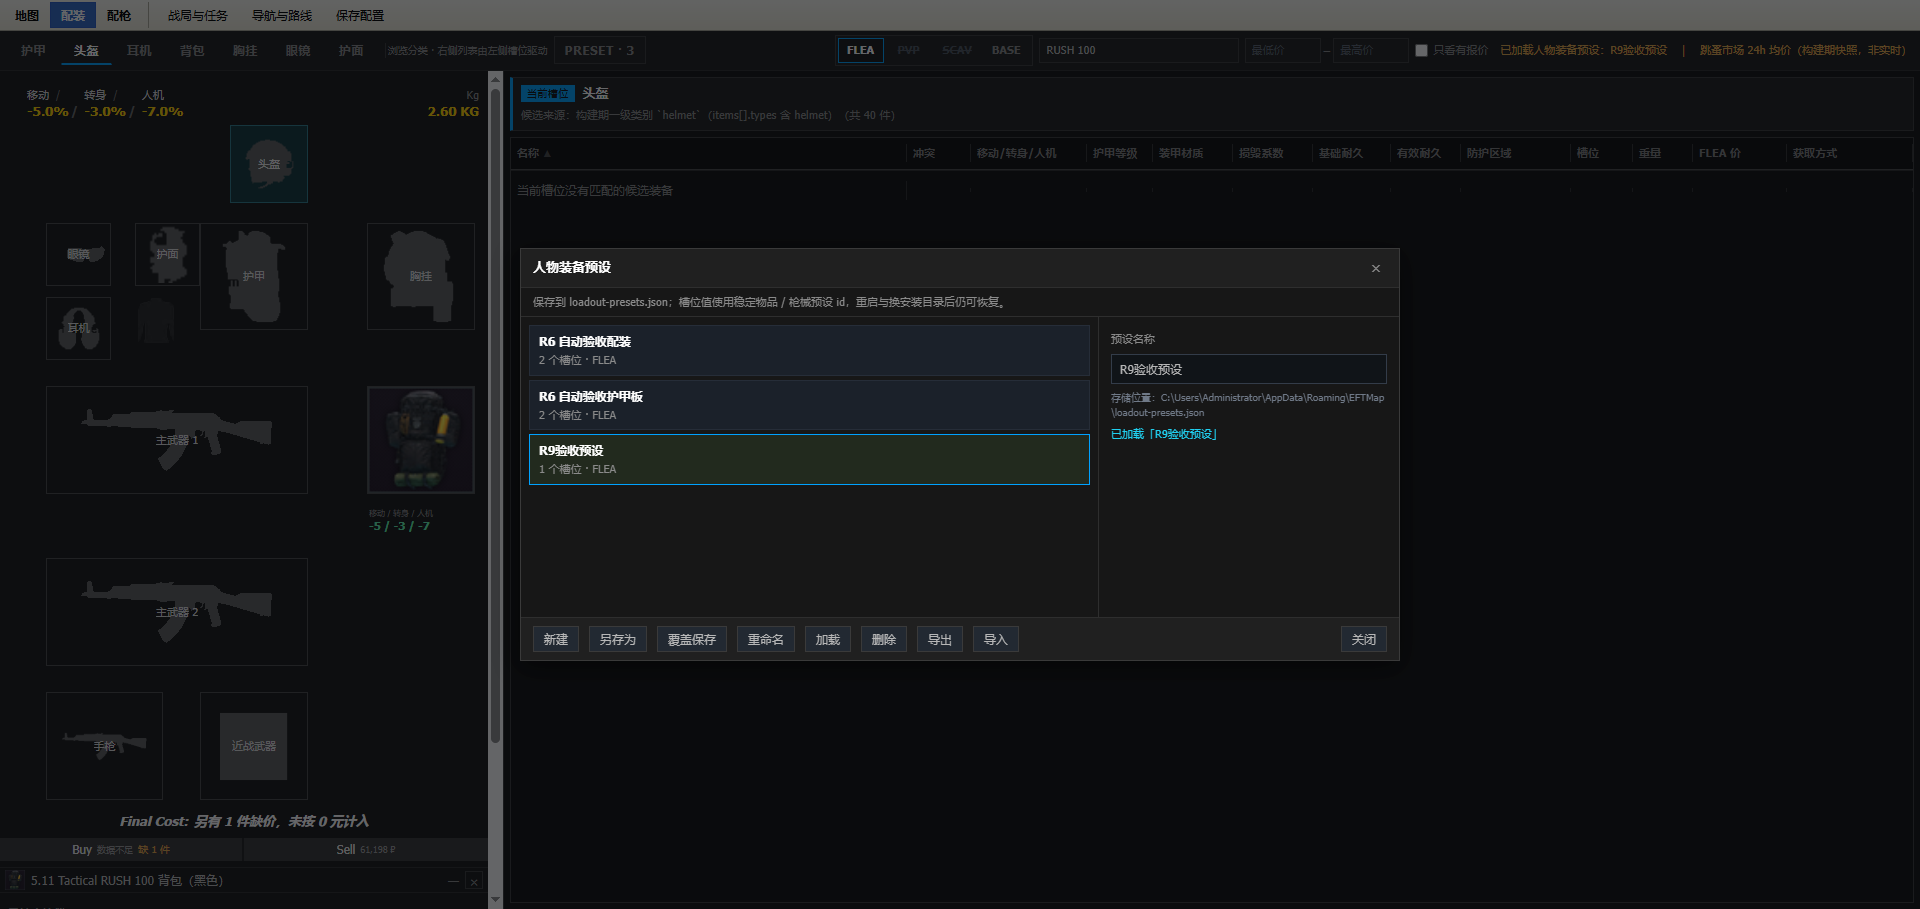 地图 配装 配枪 战局与任务 导航与路线 保存配置
护甲 头盔 耳机 背包 胸挂 眼镜 护面 浏览分类 · 右侧列表由左侧槽位驱动 PRESET · 3 FLEA PVP SCAV BASE RUSH 100 最低价 – 最高价 只看有报价 已加载人物装备预设：R9验收预设 | 跳蚤市场 24h 均价（构建期快照，非实时）
移动 / 转身 / 人机 Kg
-5.0% / -3.0% / -7.0% 2.60 KG
头盔
眼镜 护面 护甲 胸挂
耳机
主武器 1
移动 / 转身 / 人机
-5 / -3 / -7
主武器 2
手枪 近战武器
Final Cost: 另有 1 件缺价，未按 0 元计入
Buy 数据不足 缺 1 件 Sell 61,198 ₽
5.11 Tactical RUSH 100 背包（黑色） — ×
当前槽位 头盔
候选来源：构建期一级类别 `helmet`（items[].types 含 helmet）（共 40 件）
名称 ▲ 冲突 移动/转身/人机 护甲等级 装甲材质 损毁系数 基础耐久 有效耐久 防护区域 槽位 重量 FLEA 价 获取方式
当前槽位没有匹配的候选装备
人物装备预设 ×
保存到 loadout-presets.json；槽位值使用稳定物品 / 枪械预设 id，重启与换安装目录后仍可恢复。
R6 自动验收配装
2 个槽位 · FLEA
R6 自动验收护甲板
2 个槽位 · FLEA
R9验收预设
1 个槽位 · FLEA
预设名称
R9验收预设
存储位置：C:\Users\Administrator\AppData\Roaming\EFTMap
\loadout-presets.json
已加载「R9验收预设」
新建 另存为 覆盖保存 重命名 加载 删除 导出 导入 关闭